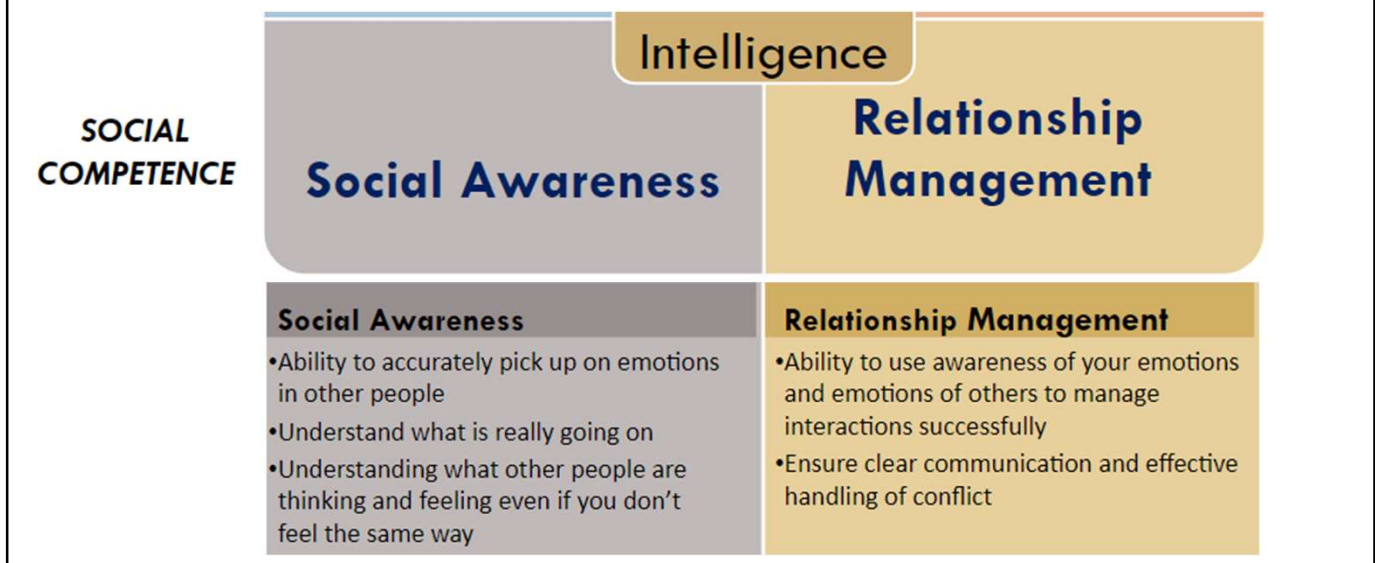 Intelligence
SOCIAL
COMPETENCE
Social Awareness
Relationship
Management
Social Awareness
•Ability to accurately pick up on emotions
in other people
•Understand what is really going on
•Understanding what other people are
thinking and feeling even if you don’t
feel the same way
Relationship Management
•Ability to use awareness of your emotions
and emotions of others to manage
interactions successfully
•Ensure clear communication and effective
handling of conflict